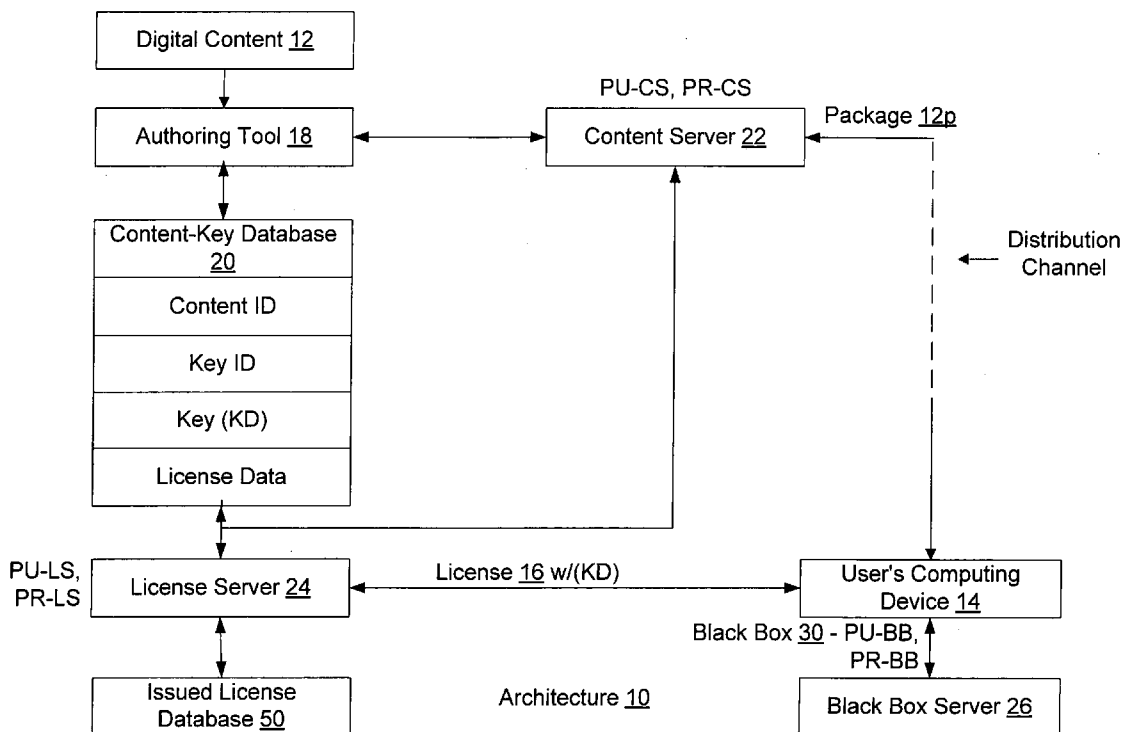 Digital Content 12
PU-CS, PR-CS
Package 12p
Authoring Tool 18
Content Server 22
Content-Key Database
20
Distribution
Channel
Content ID
Key ID
Key (KD)
License Data
PU-LS,
PR-LS
License Server 24
License 16 w/(KD)
User's Computing
Device 14
Black Box 30 - PU-BB,
PR-BB
Issued License
Database 50
Architecture 10
Black Box Server 26